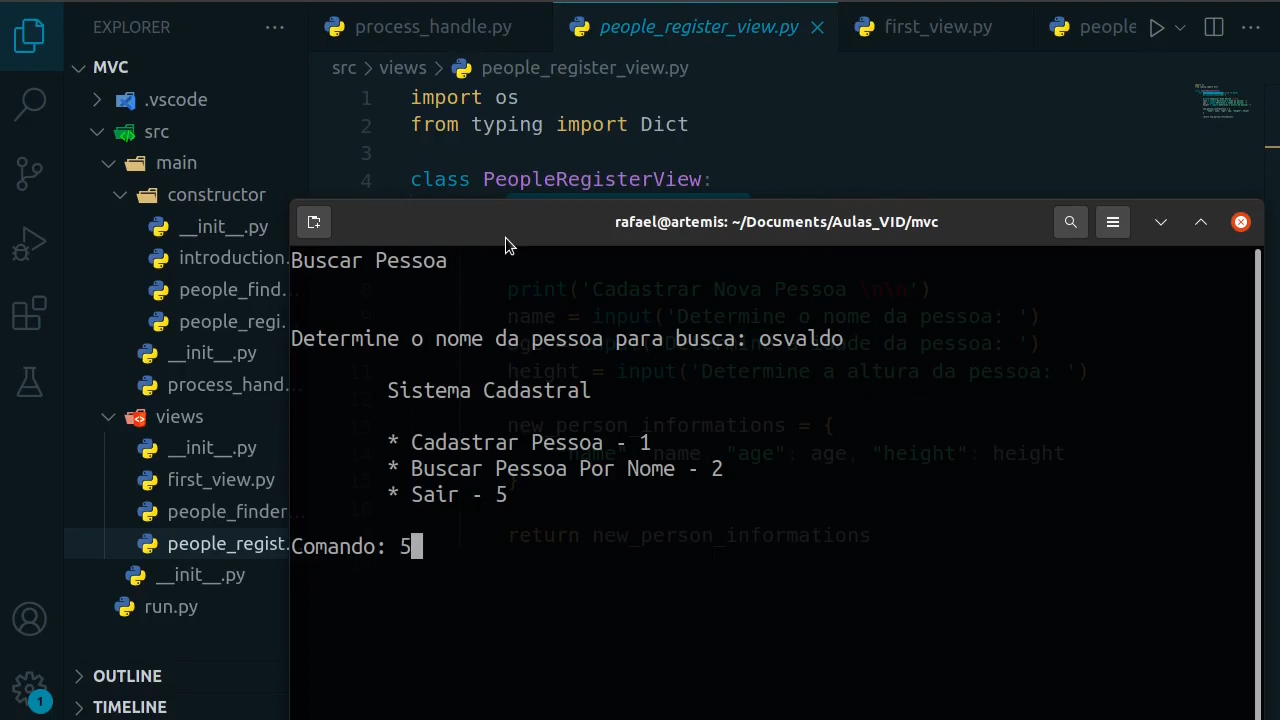 EXPLORER
process_handle.py
people_register_view.py
first_view.py
people
MVC
.vscode
src
main
constructor
__init__.py
introduction.
people_find...
people_regi.
__init__.py
process_hand...
views
__init__.py
first_view.py
people_finder...
people_regist...
__init__.py
run.py
OUTLINE
TIMELINE
1
src > views > people_register_view.py
1 import os
2 from typing import Dict
3
4 class PeopleRegisterView:
rafael@artemis: ~/Documents/Aulas_VID/mvc
Buscar Pessoa
print('Cadastrar Nova Pessoa \n\n')
name = input('Determine o nome da pessoa: ')
Determine o nome da pessoa para busca: osvaldo
height = input('Determine a altura da pessoa: ')
Sistema Cadastral
new_person_informations = {
* Cadastrar Pessoa - 1
"name": name, "age": age, "height": height
* Buscar Pessoa Por Nome - 2
}
* Sair - 5
return new_person_informations
Comando: 5